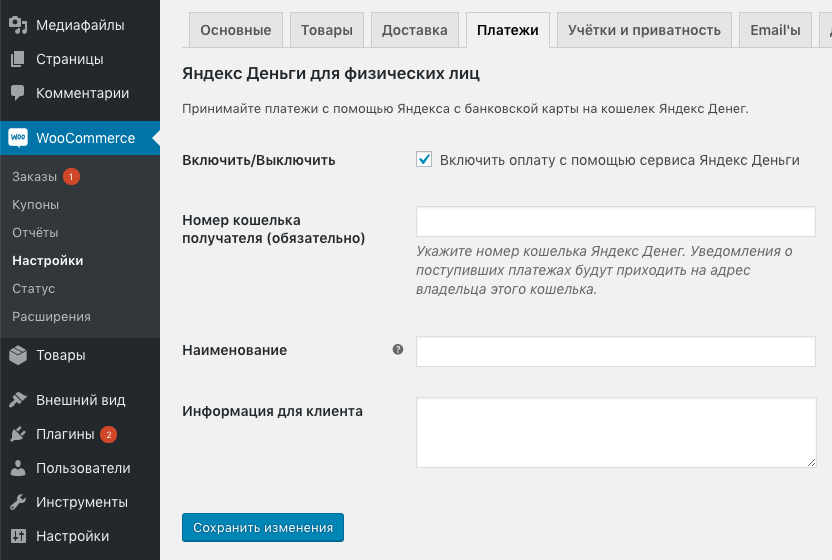 Медиафайлы
Страницы
Комментарии
woo
WooCommerce
Заказы 1
Купоны
Отчёты
Настройки
Статус
Расширения
Товары
Внешний вид
Плагины 2
Пользователи
Инструменты
Настройки
Основные Товары Доставка Платежи Учётки и приватность Email'ы
Яндекс Деньги для физических лиц
Принимайте платежи с помощью Яндекса с банковской карты на кошелек Яндекс Денег.
Включить/Выключить
Включить оплату с помощью сервиса Яндекс Деньги
Номер кошелька
получателя (обязательно)
Укажите номер кошелька Яндекс Денег. Уведомления о
поступивших платежах будут приходить на адрес
владельца этого кошелька.
Наименование ?
Информация для клиента
Сохранить изменения